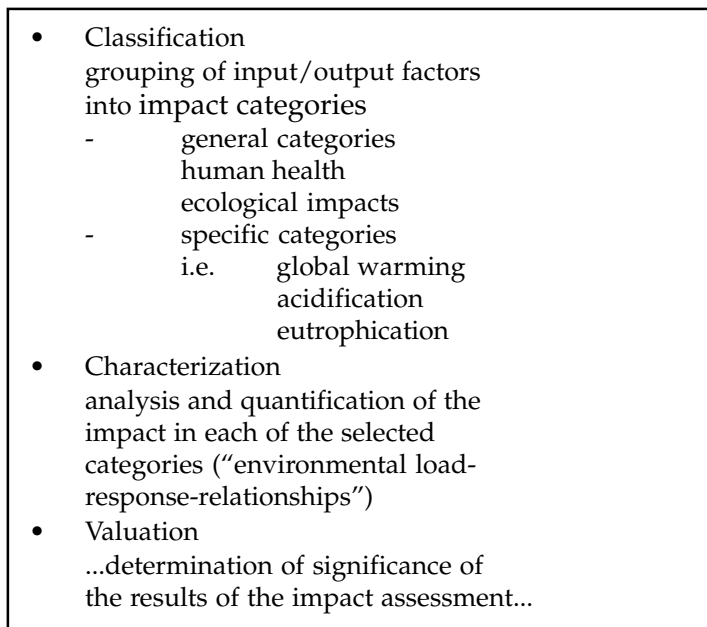 • Classification
grouping of input/output factors
into impact categories
- general categories
human health
ecological impacts
- specific categories
i.e. global warming
acidification
eutrophication
• Characterization
analysis and quantification of the
impact in each of the selected
categories (“environmental load-
response-relationships”)
• Valuation
...determination of significance of
the results of the impact assessment...